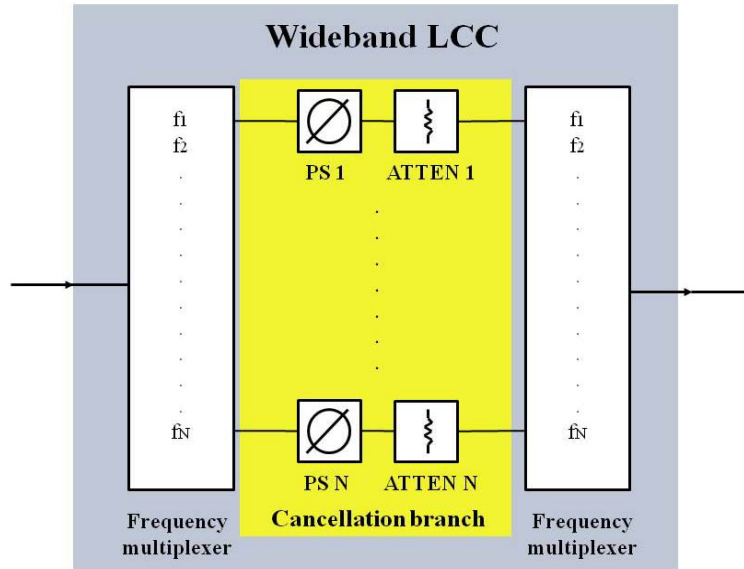 Wideband LCC
f1
f2
PS 1
ATTEN 1
f1
f2
fN
PS N
ATTEN N
fN
Frequency
multiplexer
Cancellation branch
Frequency
multiplexer